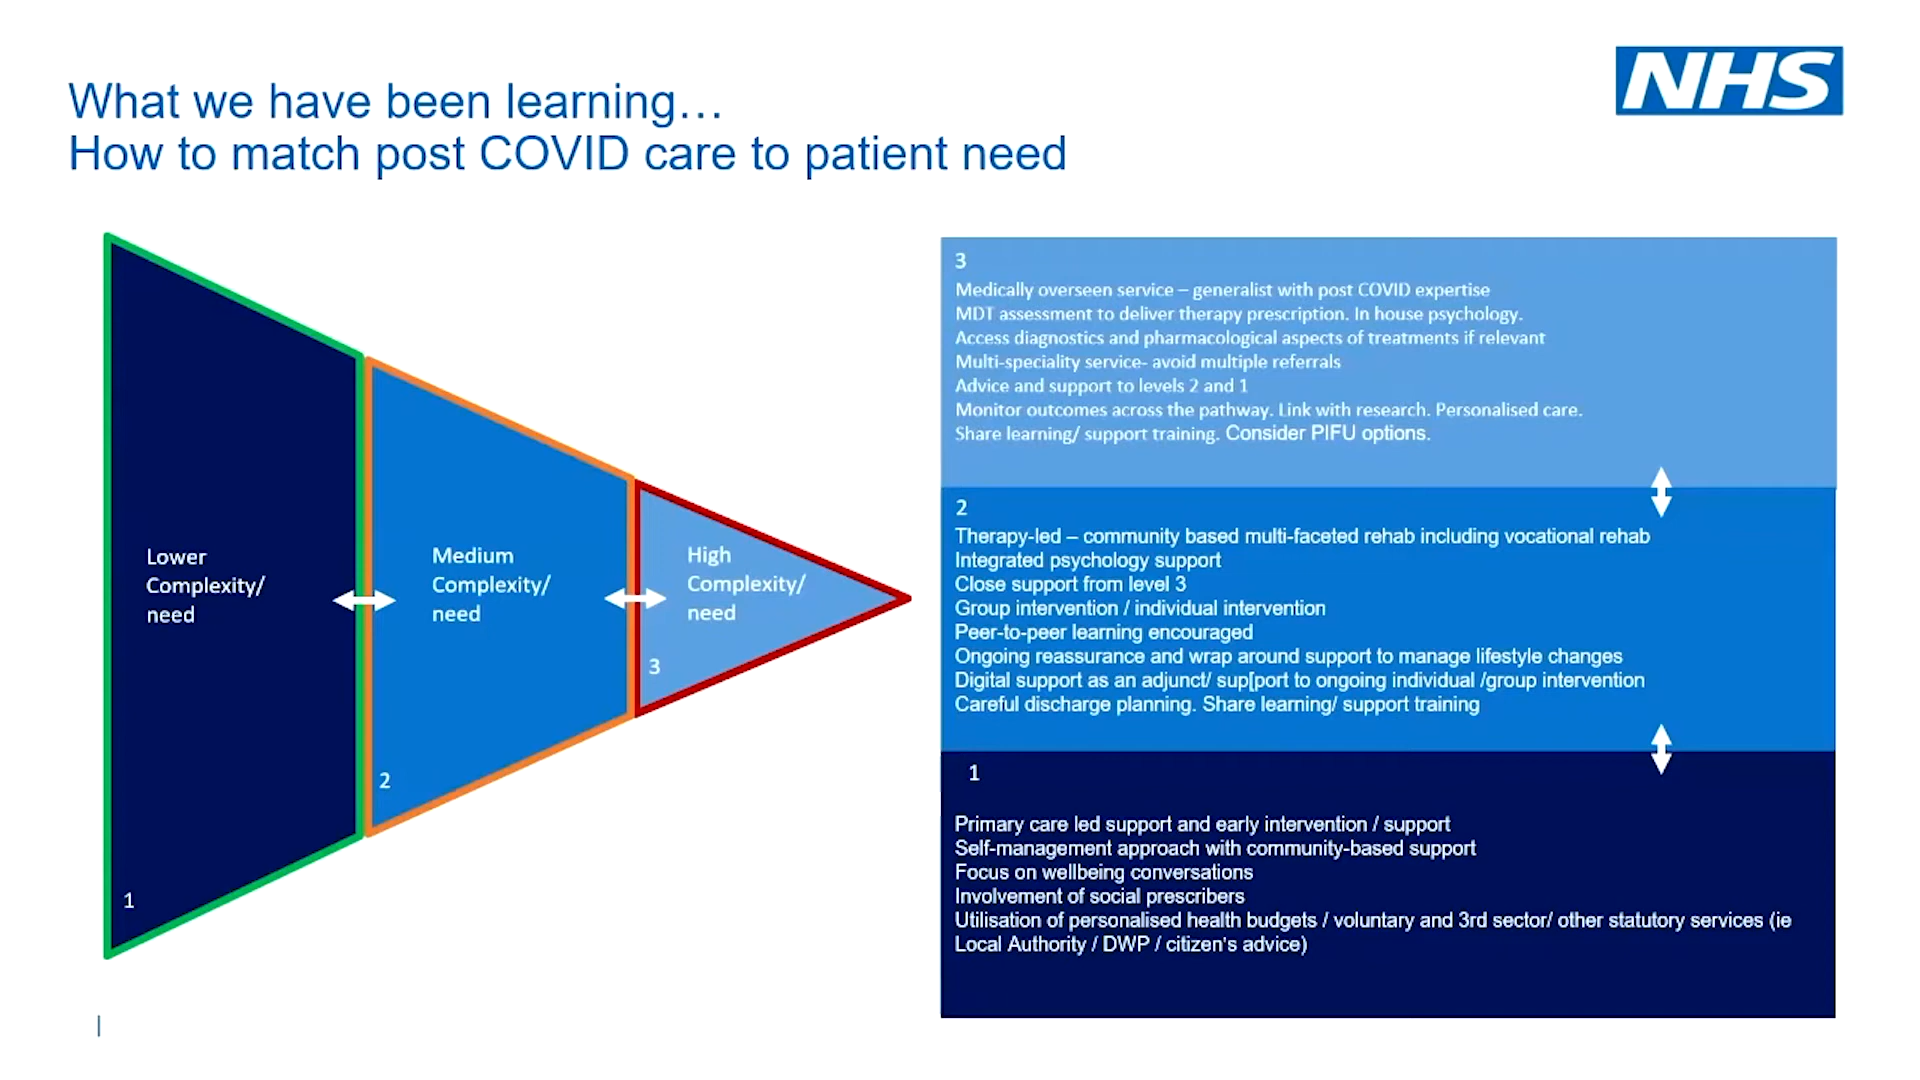 What we have been learning…
How to match post COVID care to patient need
NHS
Lower
Complexity/
need
1
Medium
Complexity/
need
2
High
Complexity/
need
3
3
Medically overseen service – generalist with post COVID expertise
MDT assessment to deliver therapy prescription. In house psychology.
Access diagnostics and pharmacological aspects of treatments if relevant
Multi-speciality service- avoid multiple referrals
Advice and support to levels 2 and 1
Monitor outcomes across the pathway. Link with research. Personalised care.
Share learning/ support training. Consider PIFU options.
2
Therapy-led – community based multi-faceted rehab including vocational rehab
Integrated psychology support
Close support from level 3
Group intervention / individual intervention
Peer-to-peer learning encouraged
Ongoing reassurance and wrap around support to manage lifestyle changes
Digital support as an adjunct/ sup[port to ongoing individual /group intervention
Careful discharge planning. Share learning/ support training
1
Primary care led support and early intervention / support
Self-management approach with community-based support
Focus on wellbeing conversations
Involvement of social prescribers
Utilisation of personalised health budgets / voluntary and 3rd sector/ other statutory services (ie
Local Authority / DWP / citizen's advice)
|